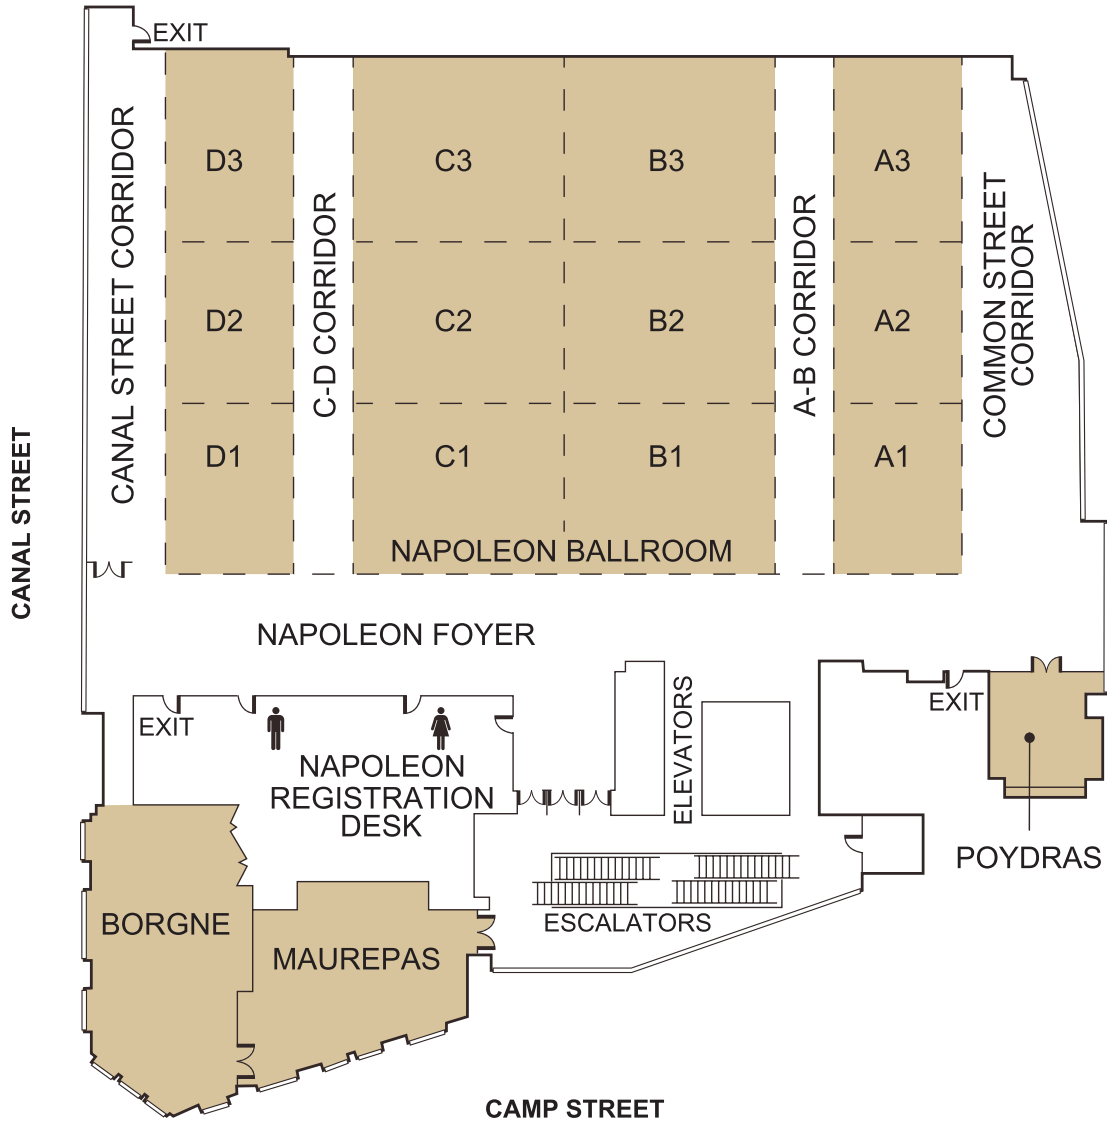 EXIT
D3
C3
B3
A3
CANAL STREET CORRIDOR
C-D CORRIDOR
A-B CORRIDOR
COMMON STREET
CORRIDOR
D2
C2
B2
A2
D1
C1
B1
A1
CANAL STREET
NAPOLEON BALLROOM
NAPOLEON FOYER
EXIT
ELEVATORS
EXIT
NAPOLEON
REGISTRATION
DESK
POYDRAS
BORGNE
ESCALATORS
MAUREPAS
CAMP STREET